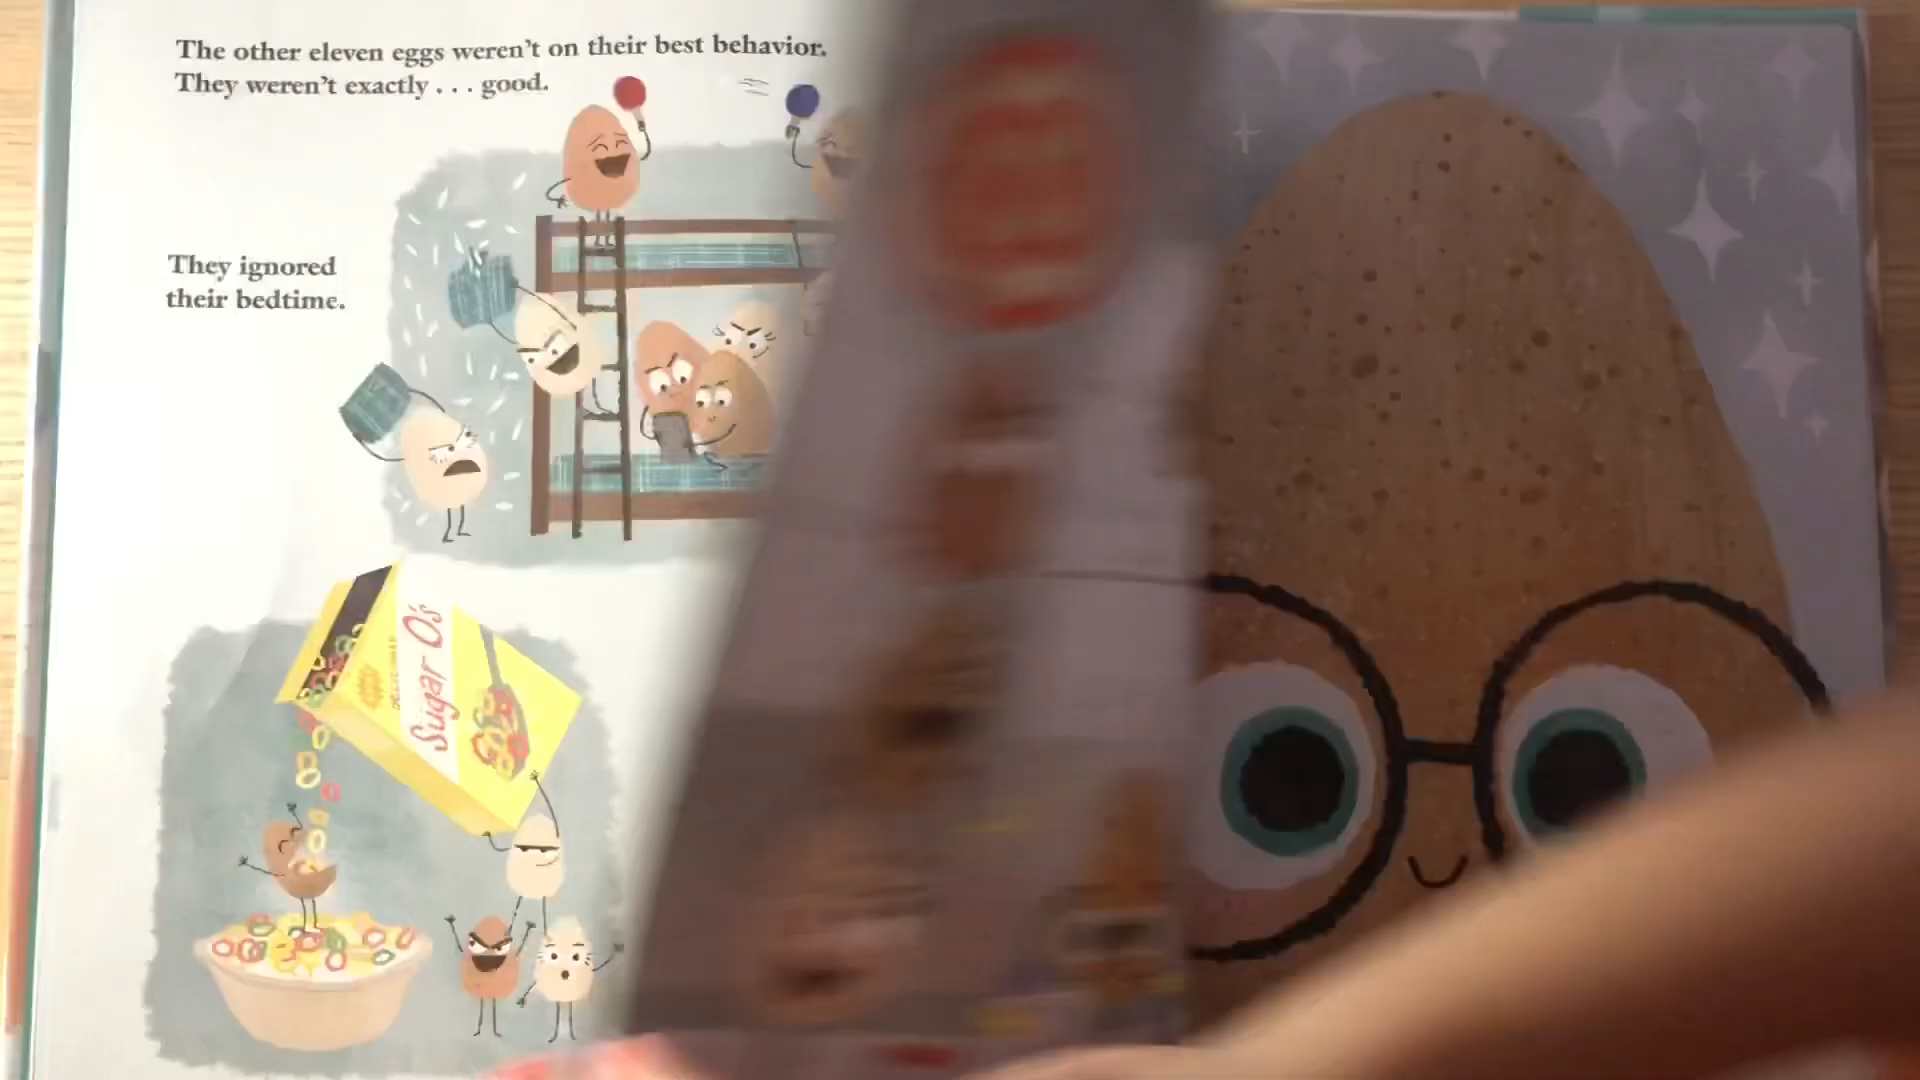 The other eleven eggs weren't on their best behavior.
They weren't exactly . . . good.
They ignored
their bedtime.
Sugar O's